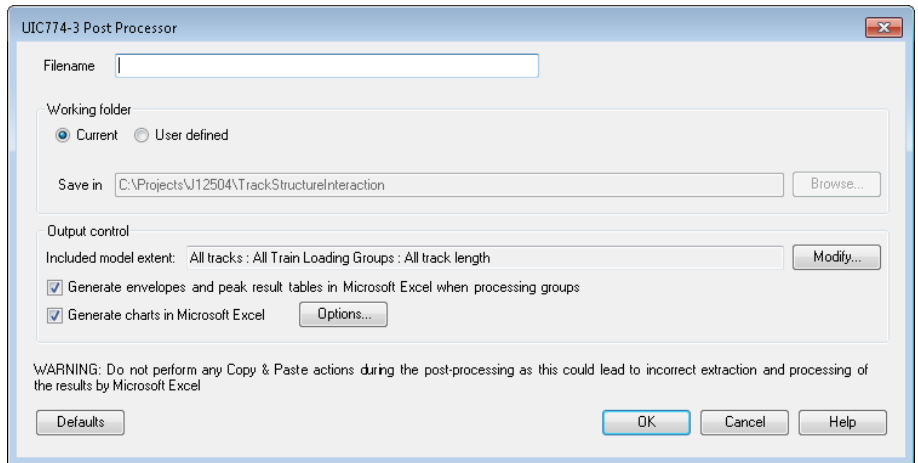 UIC774-3 Post Processor
Filename
Working folder
Current User defined
Save in C:\Projects\J12504\TrackStructureInteraction Browse...
Output control
Included model extent: All tracks : All Train Loading Groups : All track length Modify...
Generate envelopes and peak result tables in Microsoft Excel when processing groups
Generate charts in Microsoft Excel Options...
WARNING: Do not perform any Copy & Paste actions during the post-processing as this could lead to incorrect extraction and processing of
the results by Microsoft Excel
Defaults OK Cancel Help